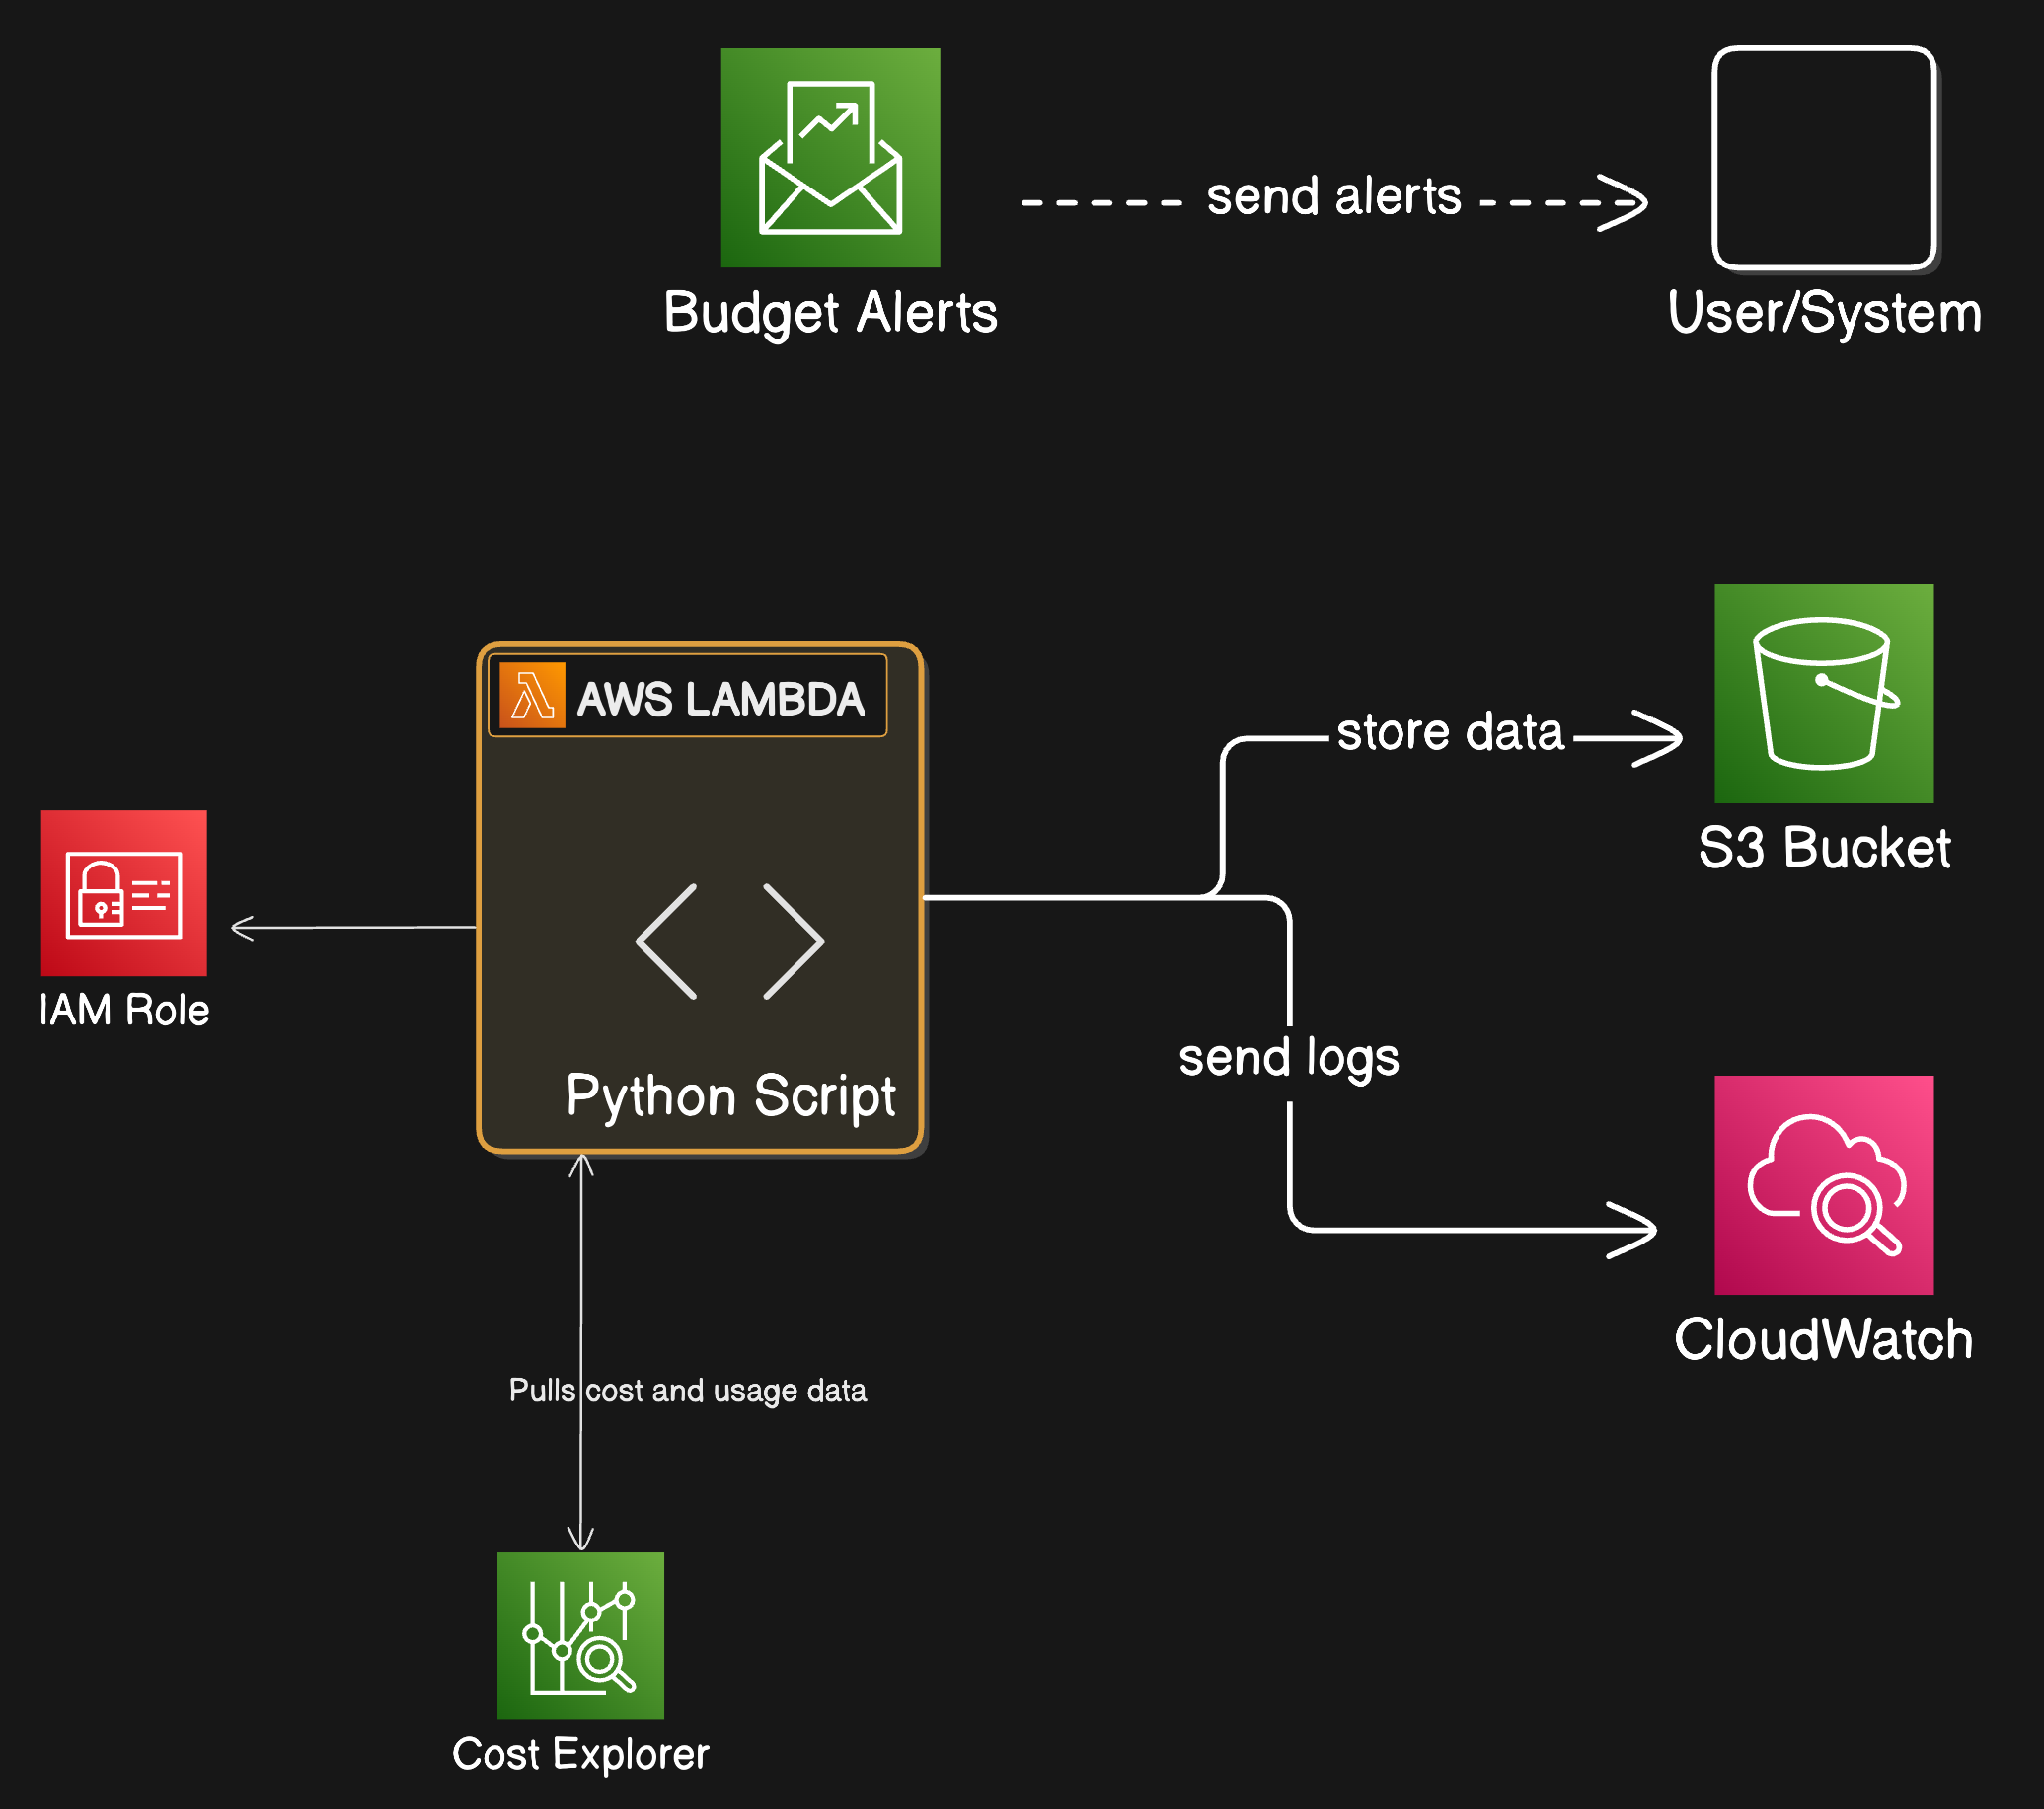 send alerts
Budget Alerts
User/System
AWS LAMBDA
store data
S3 Bucket
IAM Role
send logs
Python Script
CloudWatch
Pulls cost and usage data
Cost Explorer